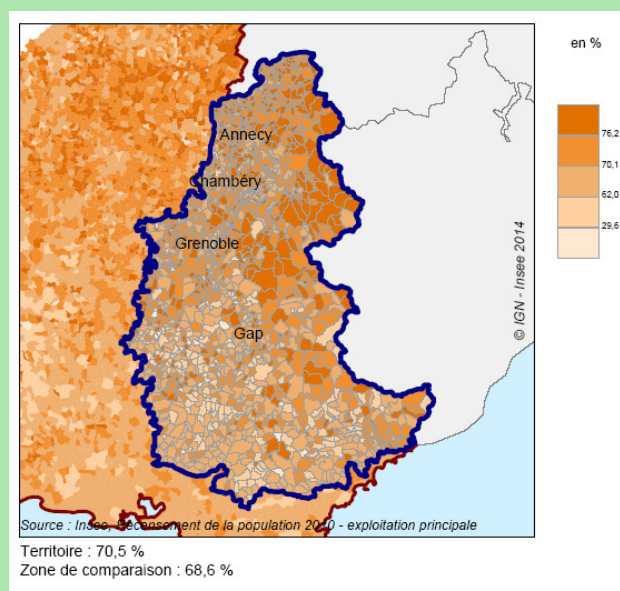 en %
76,2
70,1
62,0
29,6
Annecy
Chambéry
Grenoble
Gap
© IGN - Insee 2014
Source : Insee, Recensement de la population 2010 - exploitation principale
Territoire : 70,5 %
Zone de comparaison : 68,6 %